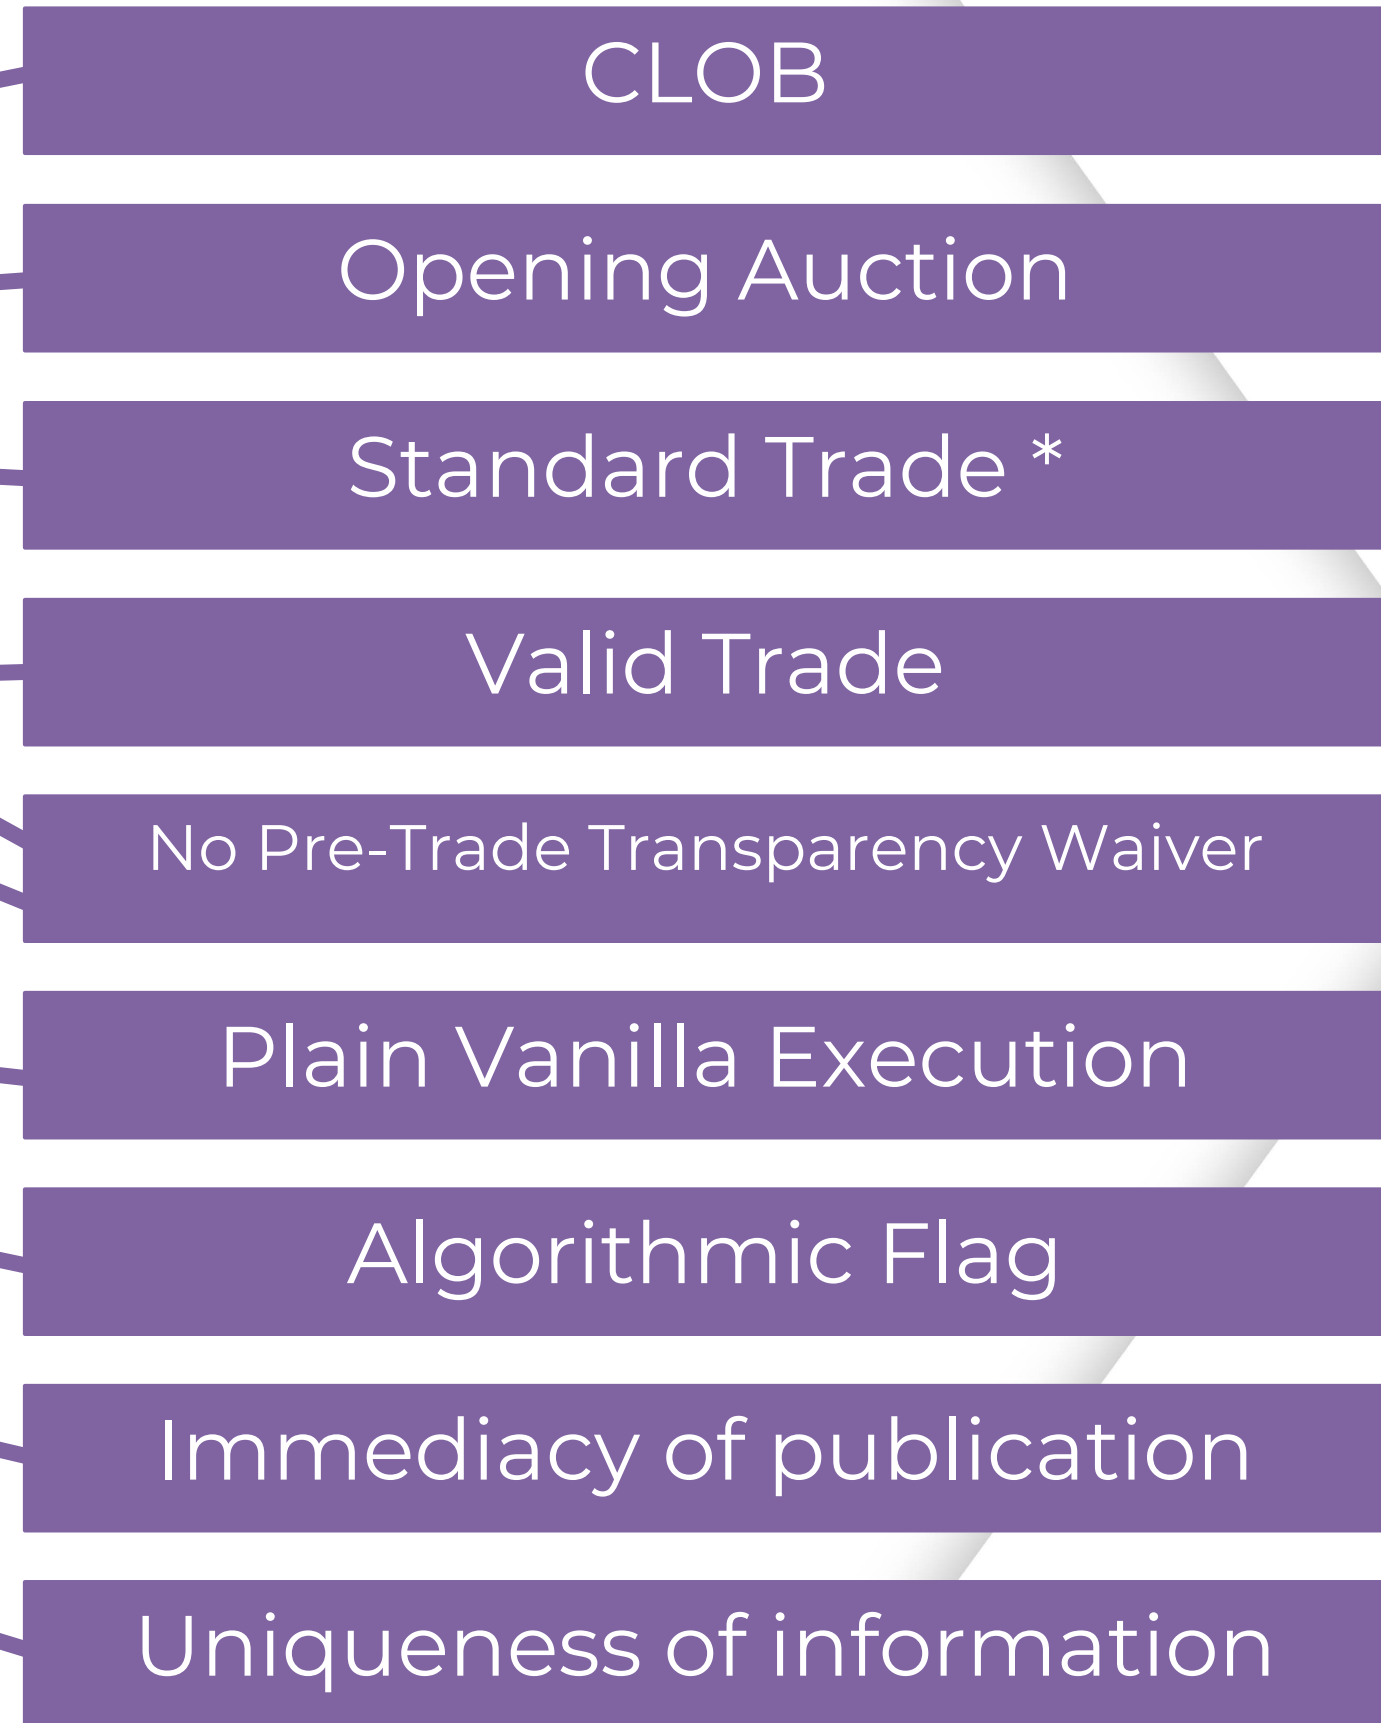 CLOB
Opening Auction
Standard Trade *
Valid Trade
No Pre-Trade Transparency Waiver
Plain Vanilla Execution
Algorithmic Flag
Immediacy of publication
Uniqueness of information